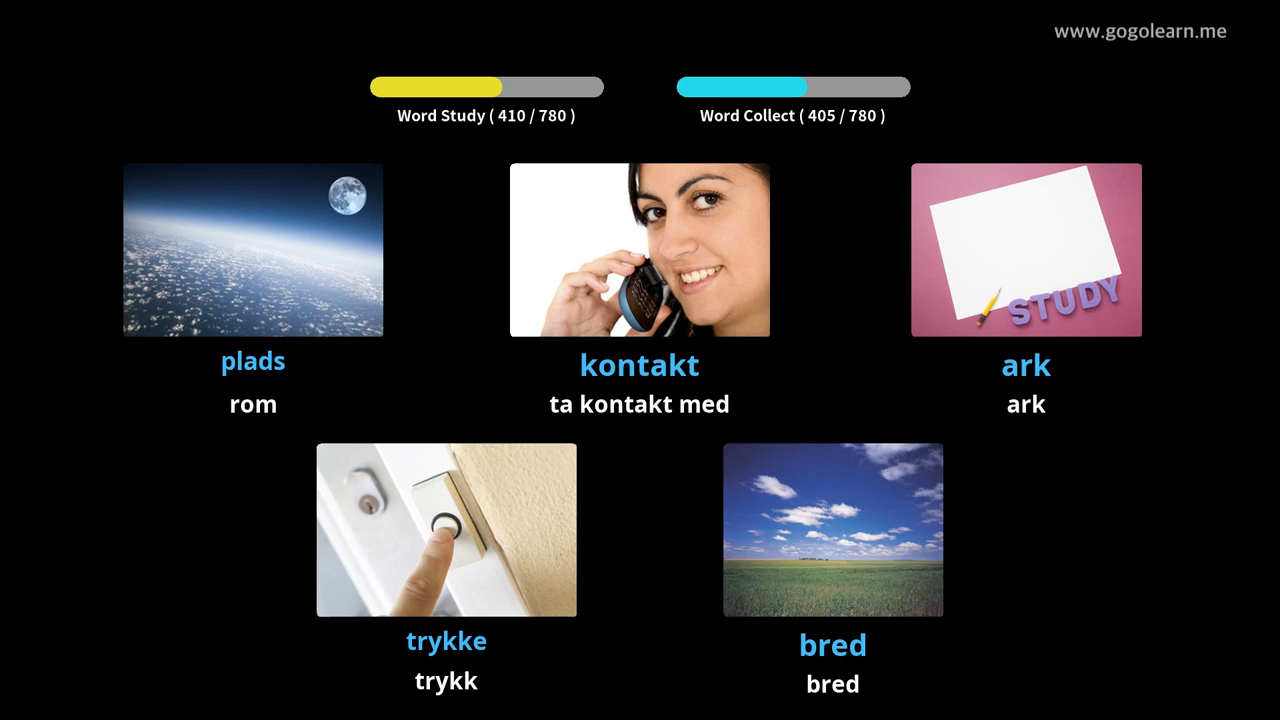 www.gogolearn.me
Word Study ( 410 / 780 )
Word Collect ( 405 / 780 )
STUDY
plads
rom
kontakt
ta kontakt med
ark
ark
trykke
trykk
bred
bred